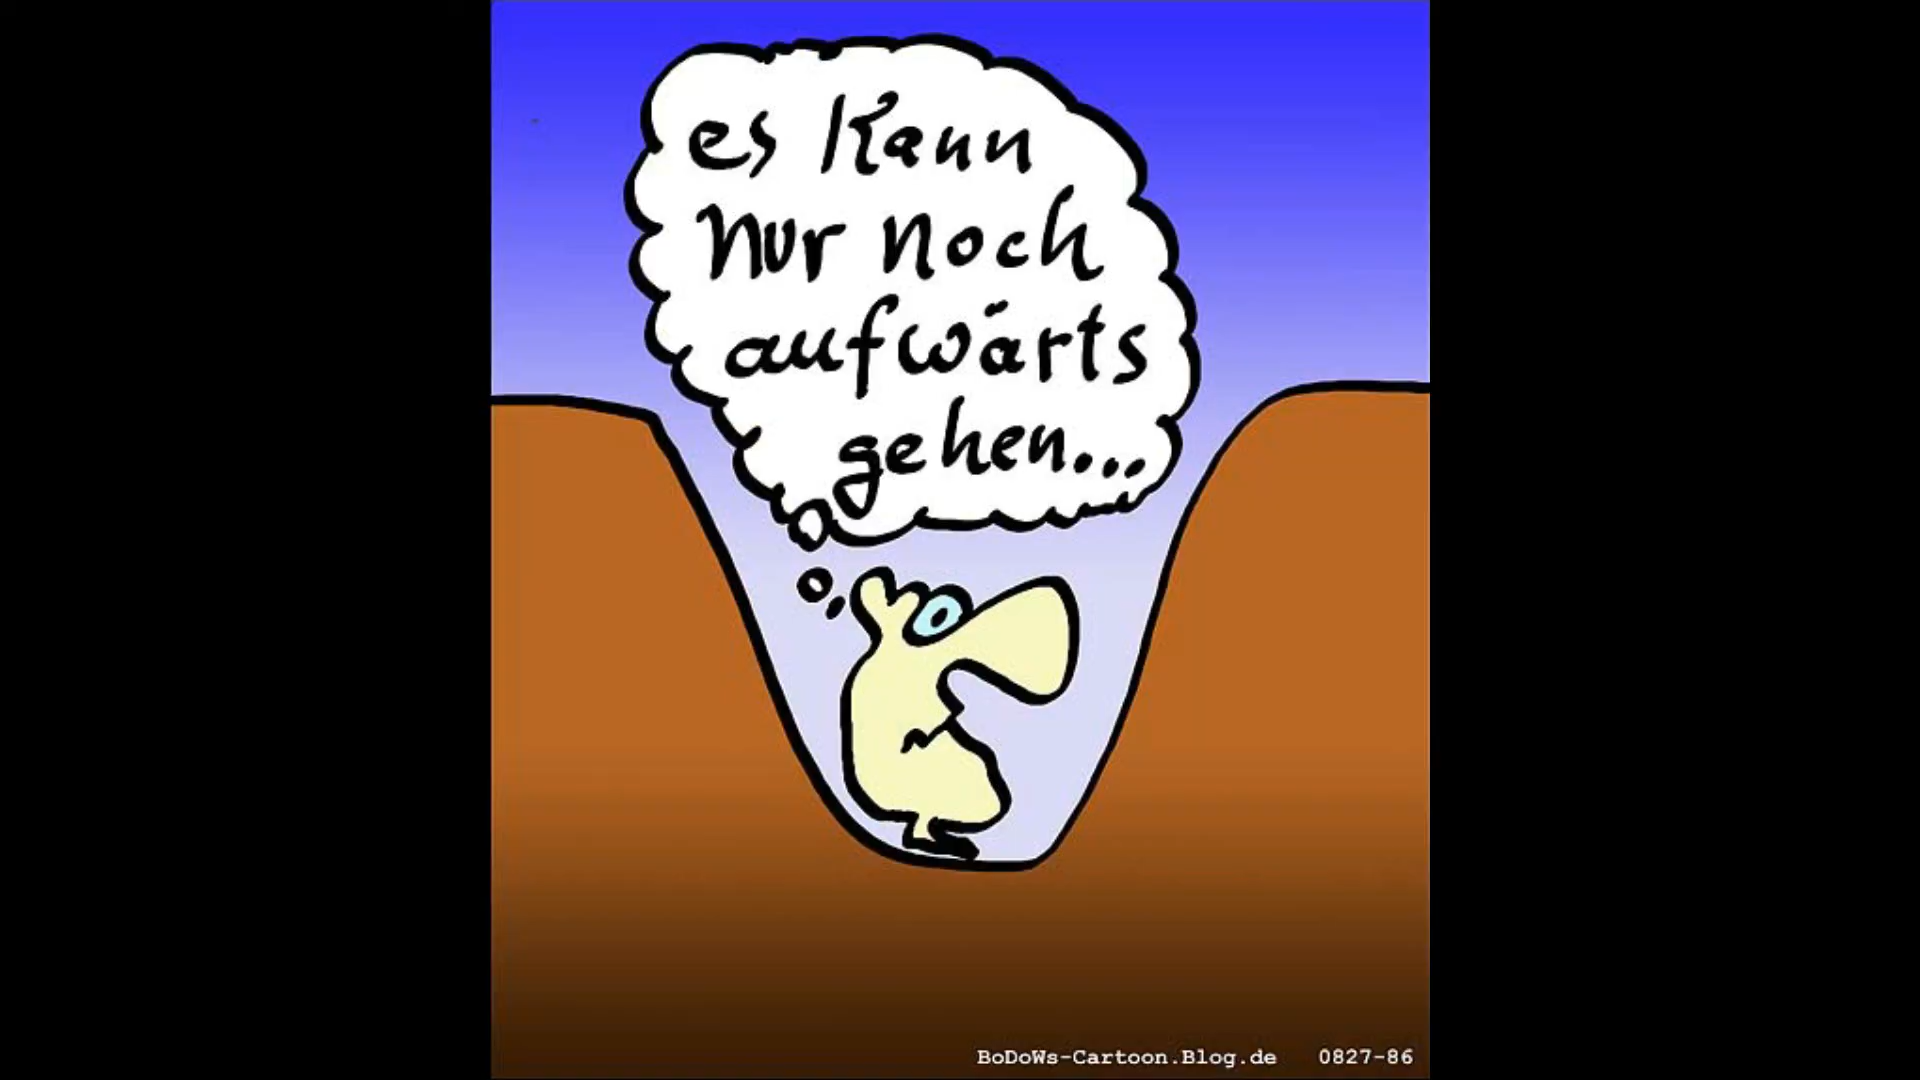 es kann
nur noch
aufwärts
gehen...
BoDoWs-Cartoon.Blog.de 0827-86